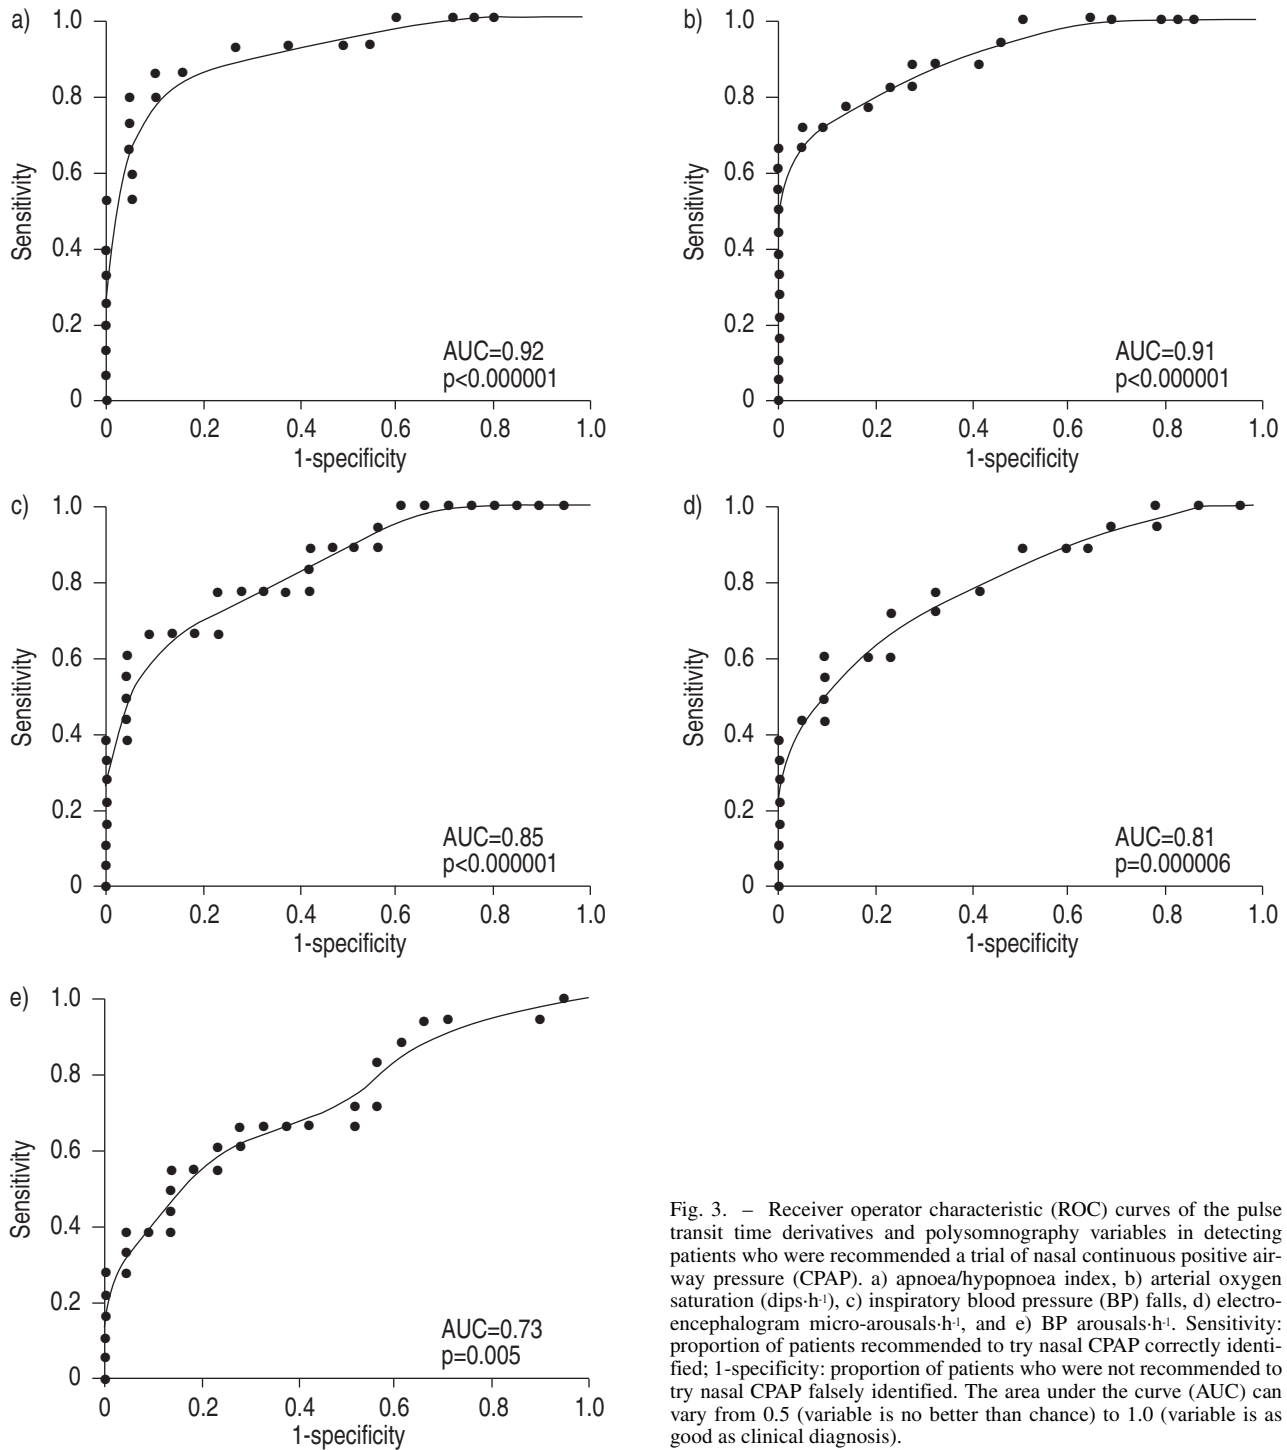 a)
1.0
0.8
0.6
0.4
0.2
0
Sensitivity
AUC=0.92
p<0.000001
0 0.2 0.4 0.6 0.8 1.0
1-specificity
b)
1.0
0.8
0.6
0.4
0.2
0
Sensitivity
AUC=0.91
p<0.000001
0 0.2 0.4 0.6 0.8 1.0
1-specificity
c)
1.0
0.8
0.6
0.4
0.2
0
Sensitivity
AUC=0.85
p<0.000001
0 0.2 0.4 0.6 0.8 1.0
1-specificity
d)
1.0
0.8
0.6
0.4
0.2
0
Sensitivity
AUC=0.81
p=0.000006
0 0.2 0.4 0.6 0.8 1.0
1-specificity
e)
1.0
0.8
0.6
0.4
0.2
0
Sensitivity
AUC=0.73
p=0.005
0 0.2 0.4 0.6 0.8 1.0
1-specificity
Fig. 3. – Receiver operator characteristic (ROC) curves of the pulse
transit time derivatives and polysomnography variables in detecting
patients who were recommended a trial of nasal continuous positive air-
way pressure (CPAP). a) apnoea/hypopnoea index, b) arterial oxygen
saturation (dips·h-1), c) inspiratory blood pressure (BP) falls, d) electro-
encephalogram micro-arousals·h-1, and e) BP arousals·h-1. Sensitivity:
proportion of patients recommended to try nasal CPAP correctly identi-
fied; 1-specificity: proportion of patients who were not recommended to
try nasal CPAP falsely identified. The area under the curve (AUC) can
vary from 0.5 (variable is no better than chance) to 1.0 (variable is as
good as clinical diagnosis).